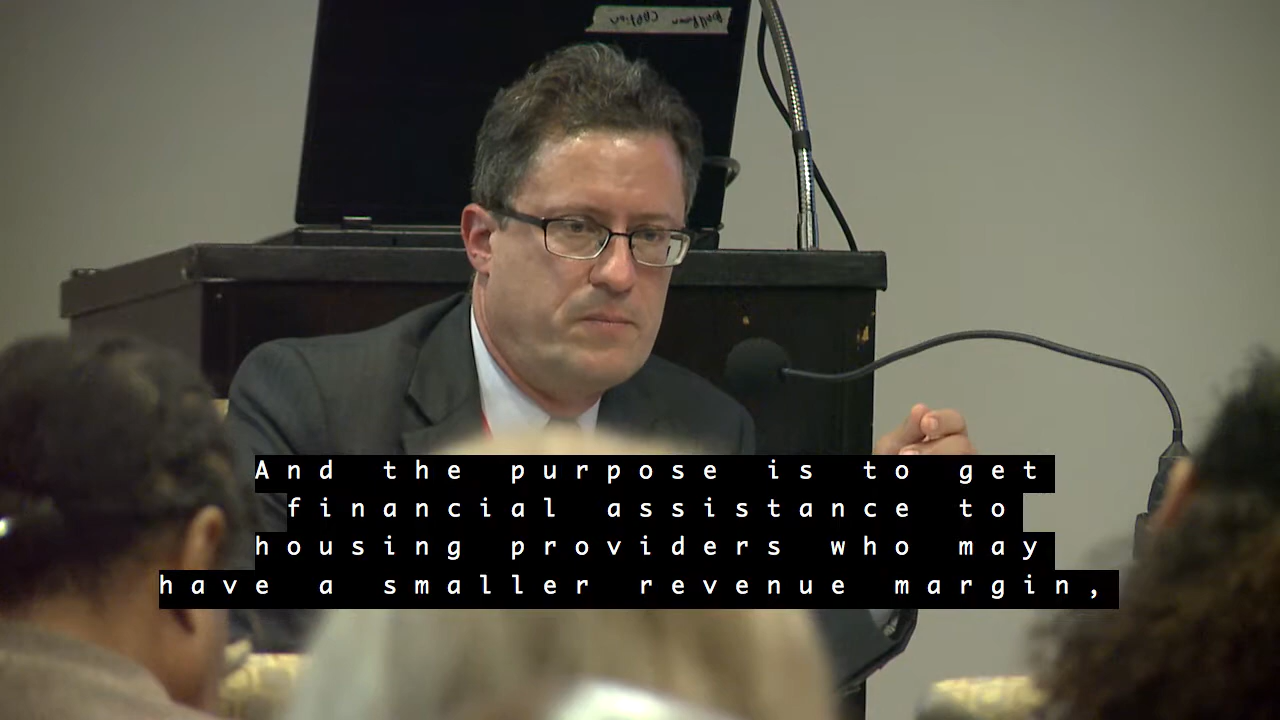 And the purpose is to get
financial assistance to
housing providers who may
have a smaller revenue margin,